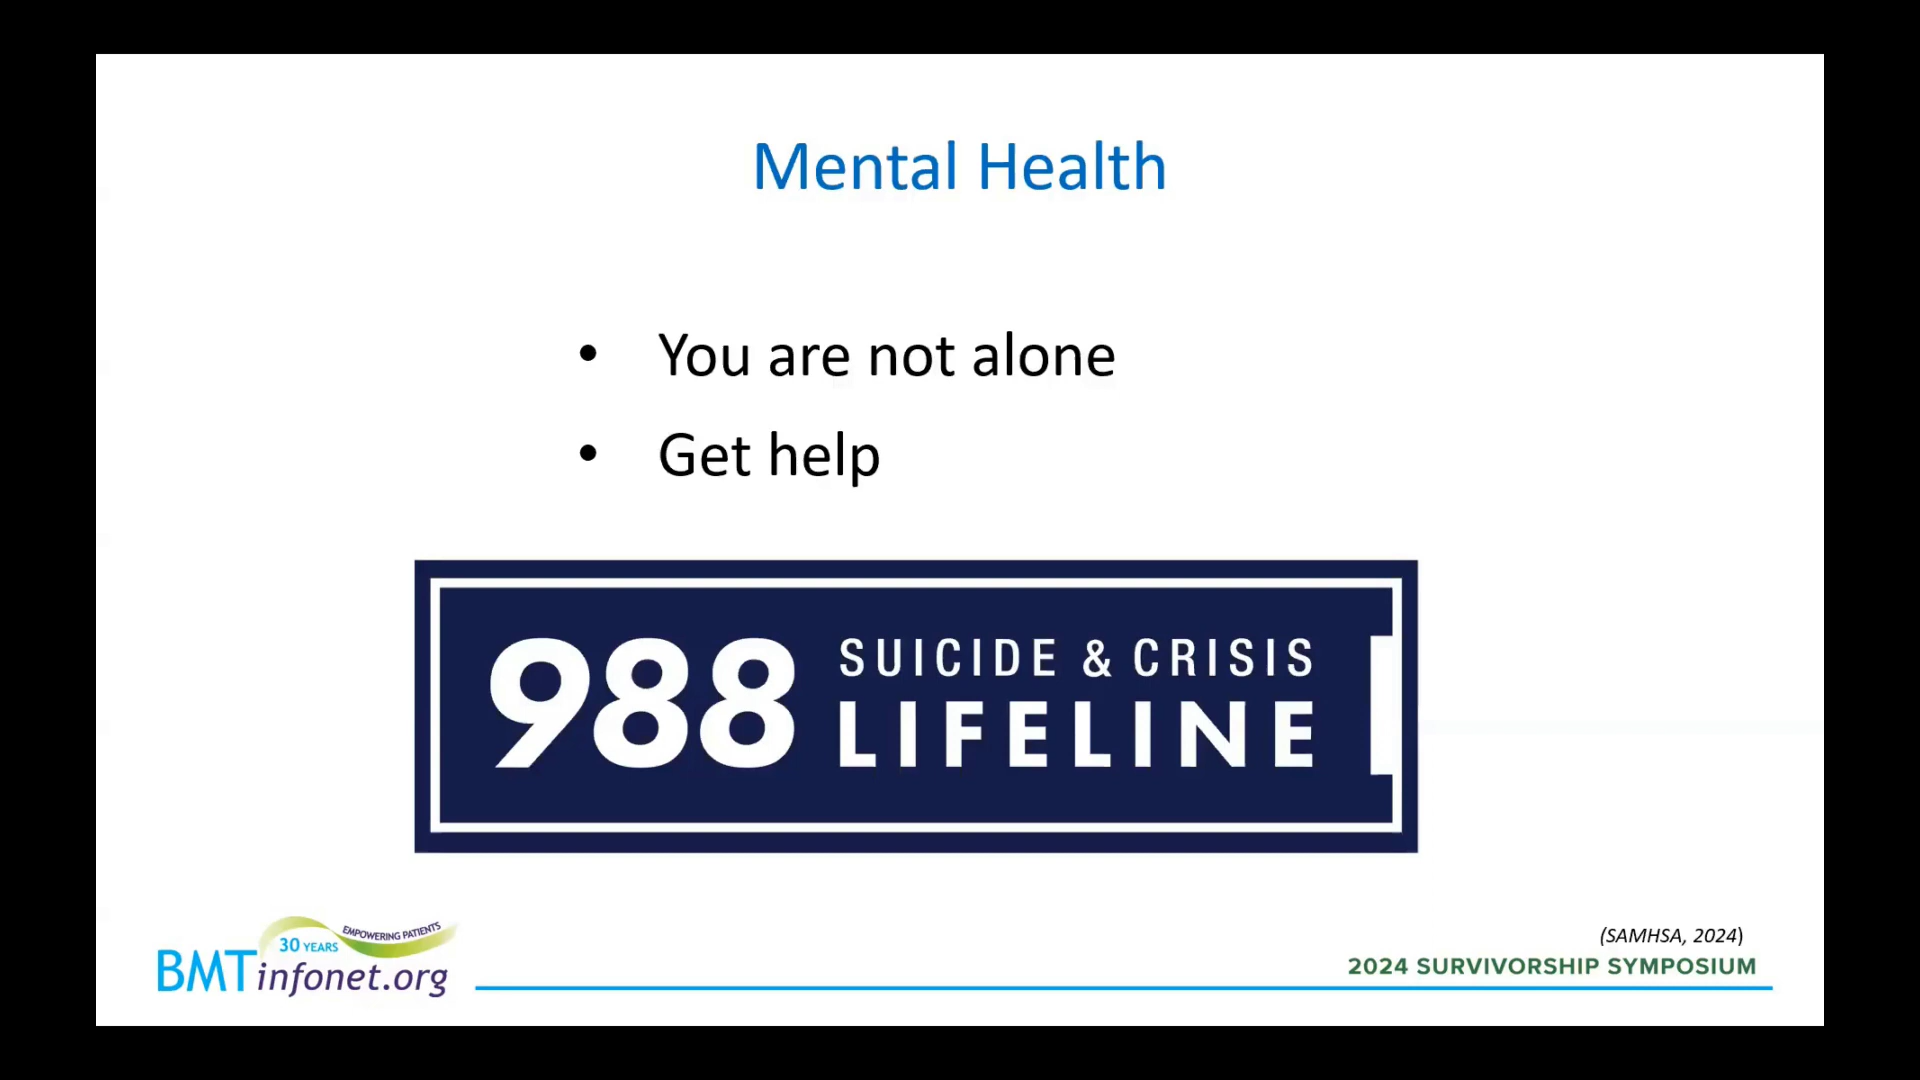 Mental Health
• You are not alone
• Get help
988 SUICIDE & CRISIS
LIFELINE
30 YEARS EMPOWERING PATIENTS
BMTinfonet.org
(SAMHSA, 2024)
2024 SURVIVORSHIP SYMPOSIUM